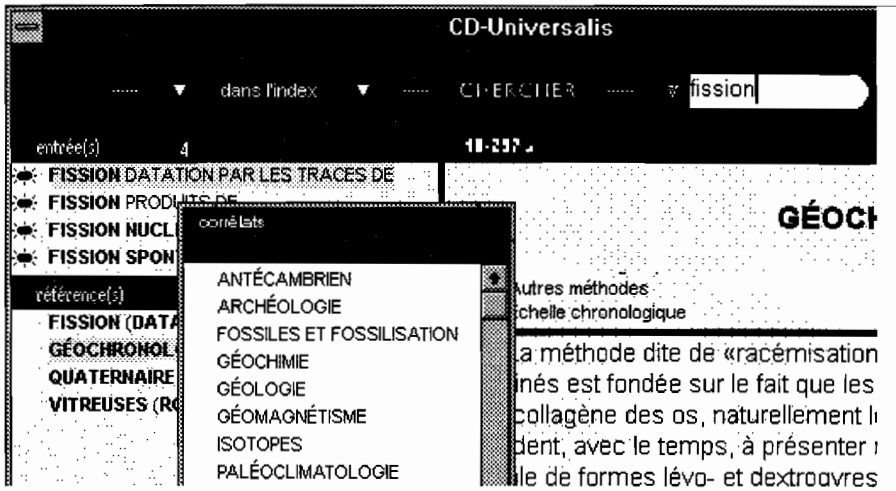 CD-Universalis
dans l'index CHERCHER fission
entrée(s) 4
FISSION DATATION PAR LES TRACES DE
FISSION PRODUITS DE
FISSION NUCL
FISSION SPON
référence(s)
FISSION (DATA
GÉOCHRONOL
QUATERNAIRE
VITREUSES (RO
corrélats
ANTÉCAMBRIEN
ARCHÉOLOGIE
FOSSILES ET FOSSILISATION
GÉOCHIMIE
GÉOLOGIE
GÉOMAGNÉTISME
ISOTOPES
PALÉOCLIMATOLOGIE
GÉOCH
Autres méthodes
Echelle chronologique
La méthode dite de «racémisation
inés est fondée sur le fait que les
collagène des os, naturellement l
dent, avec le temps, à présenter
le de formes lévo- et dextrogyres